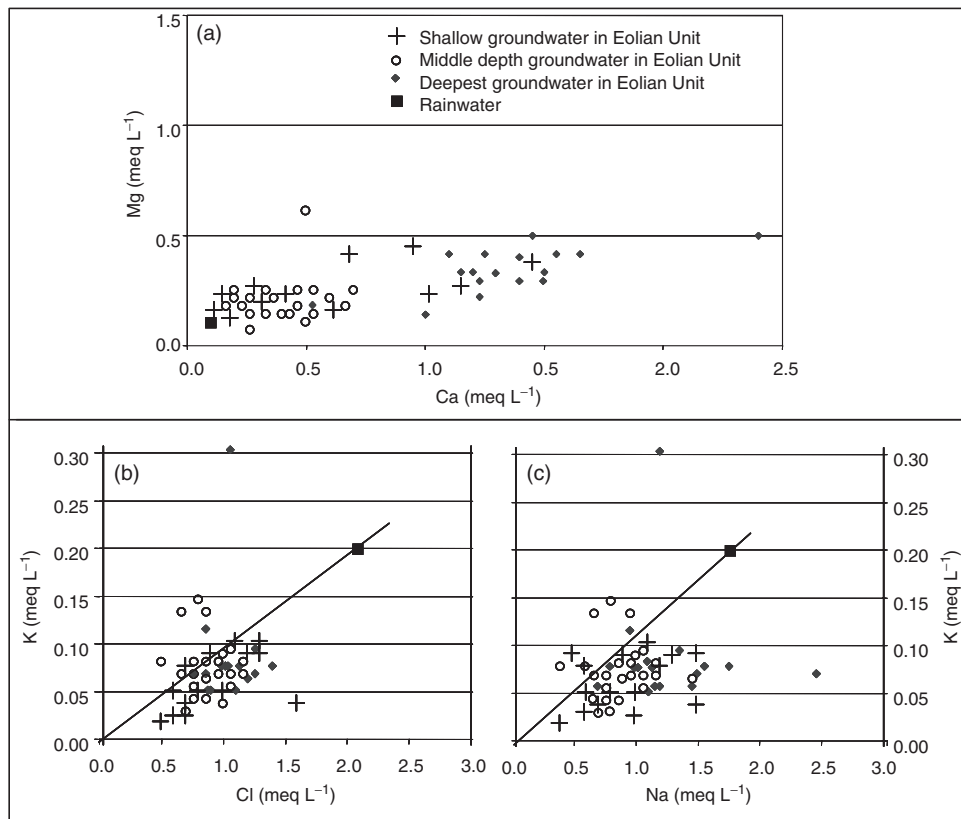 (a)
Shallow groundwater in Eolian Unit
Middle depth groundwater in Eolian Unit
Deepest groundwater in Eolian Unit
Rainwater
1.5
1.0
0.5
0.0
Mg (meq L⁻¹)
0.0 0.5 1.0 0.5 2.0 2.5
Ca (meq L⁻¹)
(b)
0.30
0.25
0.20
0.15
0.10
0.05
0.00
K (meq L⁻¹)
0.0 0.5 1.0 1.5 2.0 2.5 3.0
Cl (meq L⁻¹)
(c)
0.30
0.25
0.20
0.15
0.10
0.05
0.00
K (meq L⁻¹)
0.0 0.5 1.0 1.5 2.0 2.5 3.0
Na (meq L⁻¹)